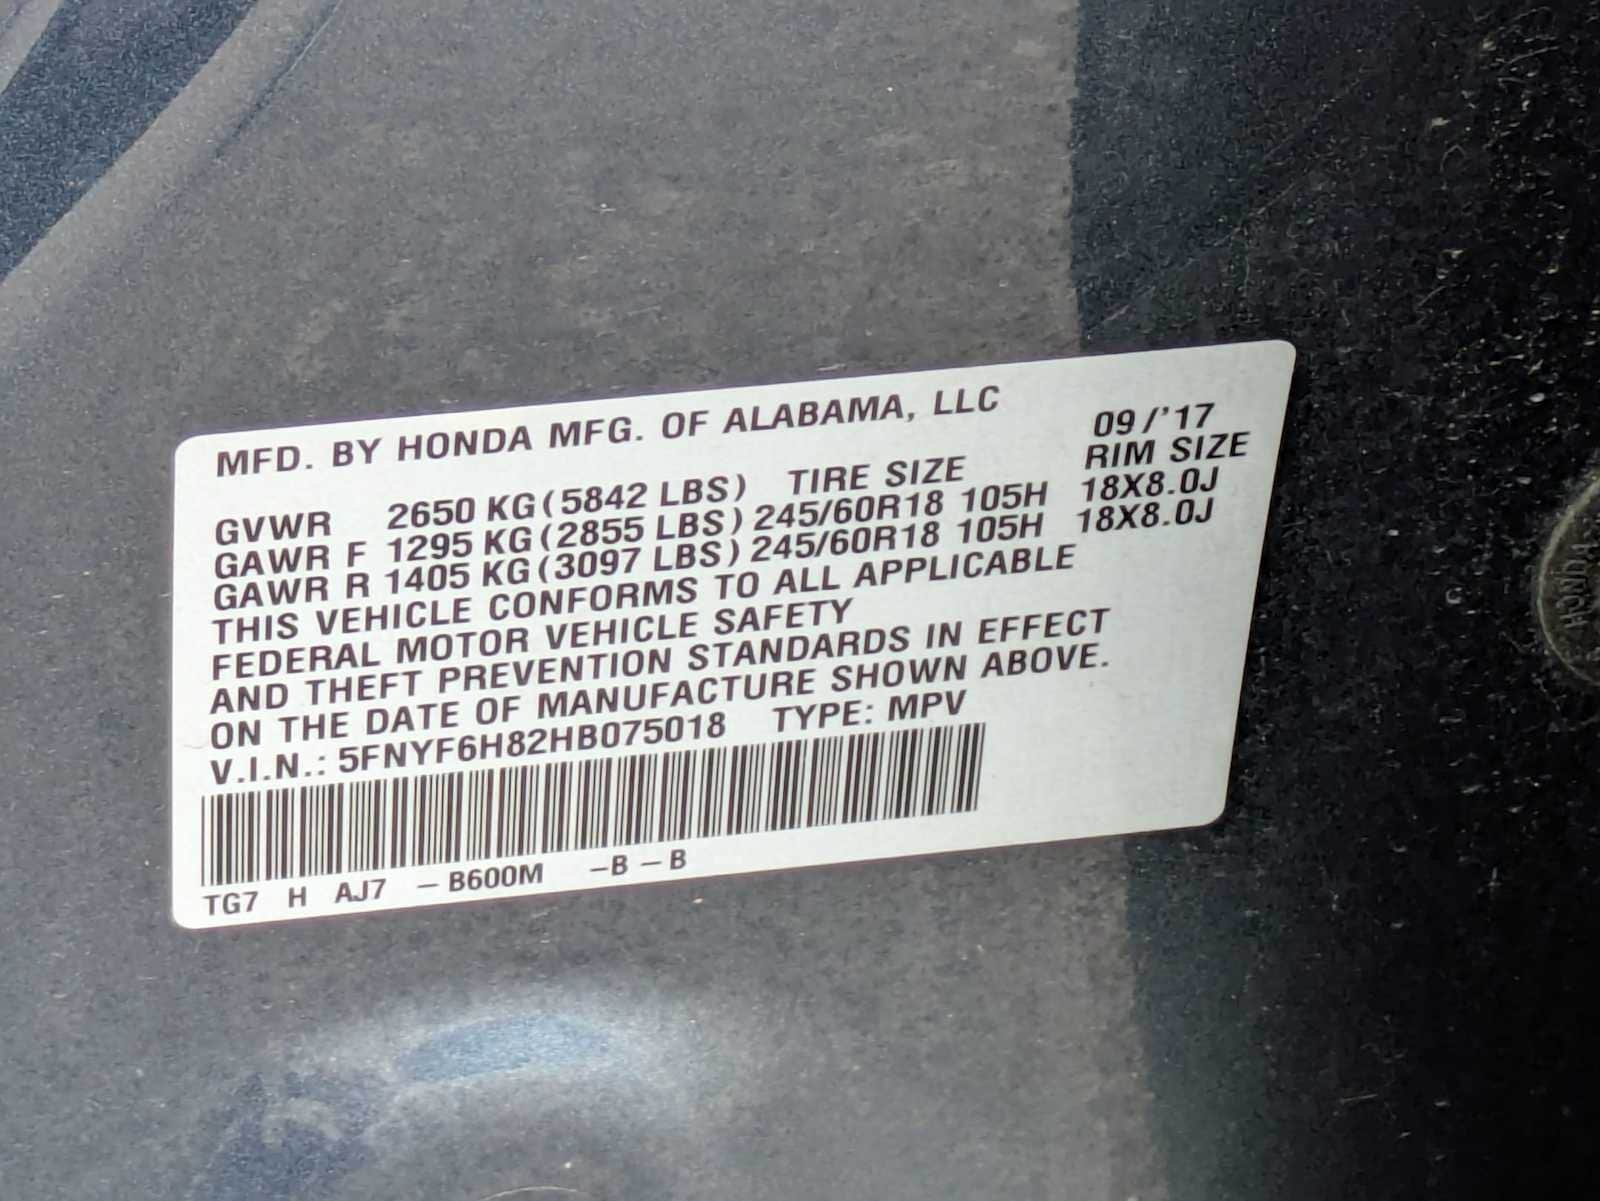 MFD. BY HONDA MFG. OF ALABAMA, LLC 09/'17
TIRE SIZE RIM SIZE
GVWR 2650 KG (5842 LBS)
GAWR F 1295 KG (2855 LBS) 245/60R18 105H 18X8.0J
GAWR R 1405 KG (3097 LBS) 245/60R18 105H 18X8.0J
THIS VEHICLE CONFORMS TO ALL APPLICABLE
FEDERAL MOTOR VEHICLE SAFETY
AND THEFT PREVENTION STANDARDS IN EFFECT
ON THE DATE OF MANUFACTURE SHOWN ABOVE.
V.I.N.: 5FNYF6H82HB075018 TYPE: MPV
TG7 H AJ7 –B600M –B–B